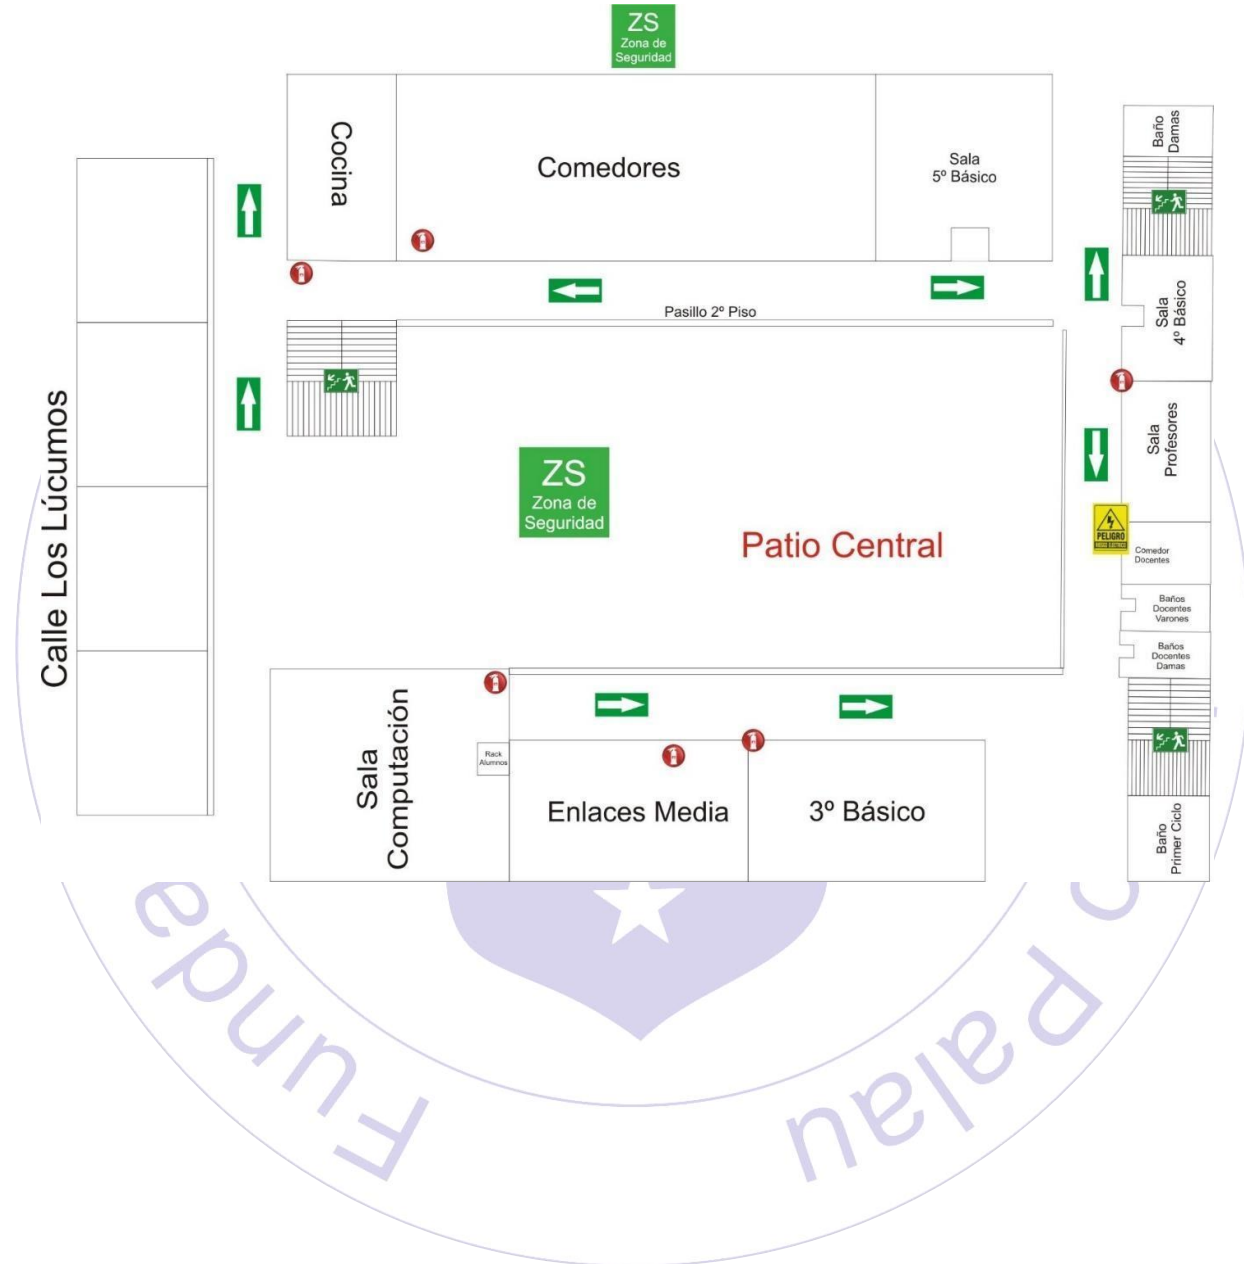 ZS
Zona de
Seguridad
Cocina
Comedores
Sala
5º Básico
Baño
Damas
Pasillo 2º Piso
Sala
4º Básico
Sala
Profesores
Calle Los Lúcumos
ZS
Zona de
Seguridad
Patio Central
PELIGRO
Comedor
Docentes
Baños
Docentes
Varones
Baños
Docentes
Damas
Sala
Computación
Rack
Alumnos
Enlaces Media
3º Básico
Baño
Primer Ciclo
Funda
o Palau